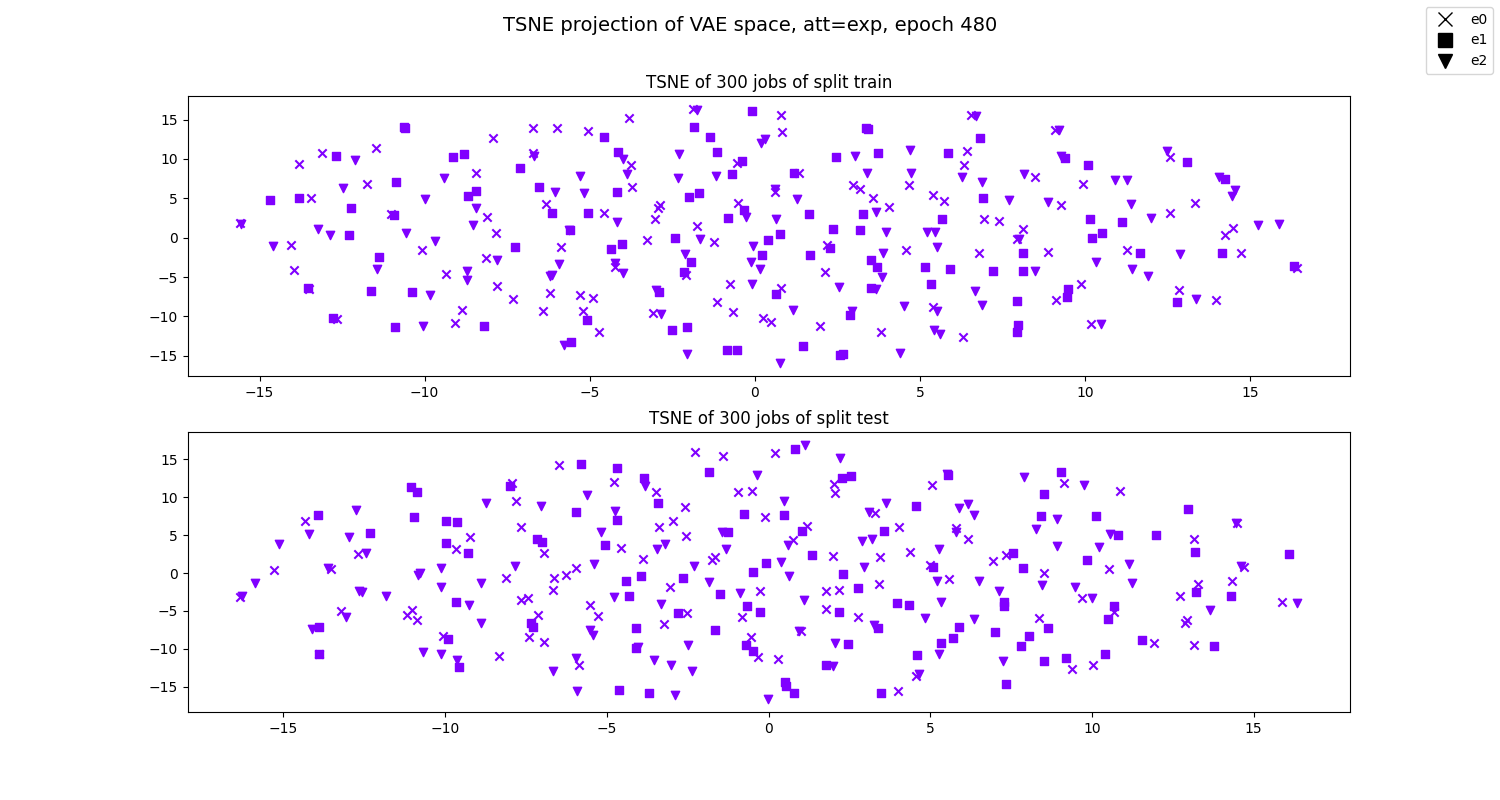 TSNE projection of VAE space, att=exp, epoch 480
e0
e1
e2
TSNE of 300 jobs of split train
15
10
5
0
−5
−10
−15
−15 −10 −5 0 5 10 15
TSNE of 300 jobs of split test
15
10
5
0
−5
−10
−15
−15 −10 −5 0 5 10 15